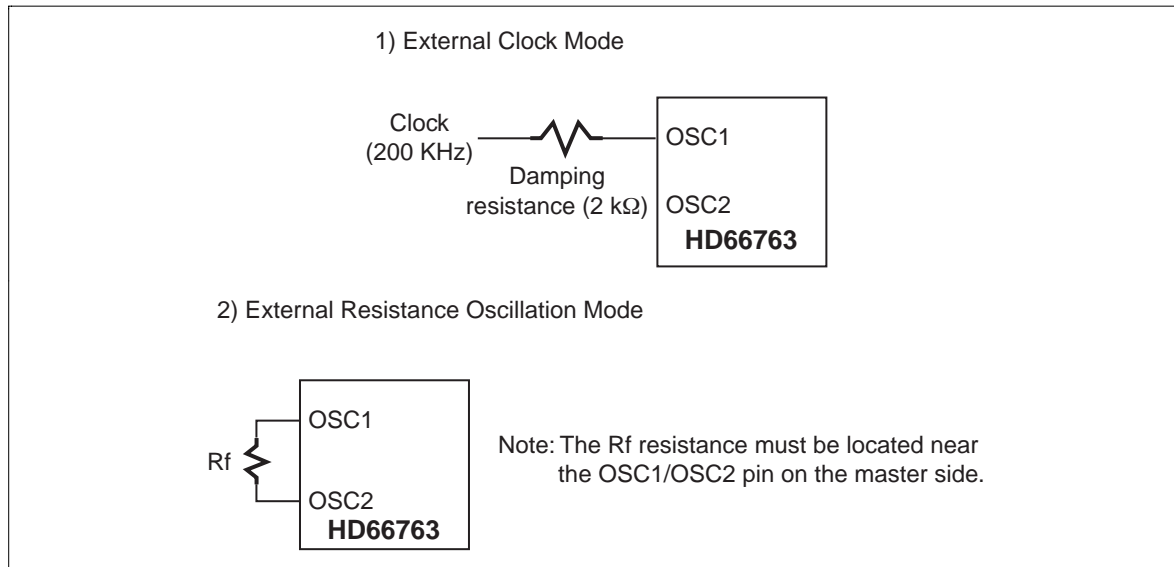 1) External Clock Mode
Clock
(200 KHz)
Damping
resistance (2 kΩ)
OSC1
OSC2
HD66763
2) External Resistance Oscillation Mode
Rf
OSC1
OSC2
HD66763
Note: The Rf resistance must be located near
the OSC1/OSC2 pin on the master side.